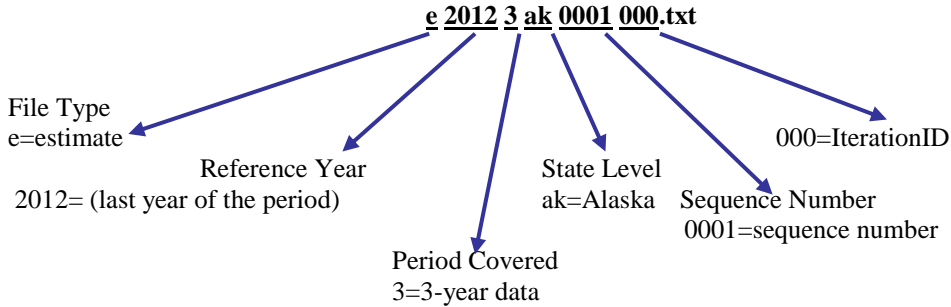 e 2012 3 ak 0001 000.txt
File Type
e=estimate
000=IterationID
Reference Year
2012= (last year of the period)
State Level
ak=Alaska
Sequence Number
0001=sequence number
Period Covered
3=3-year data